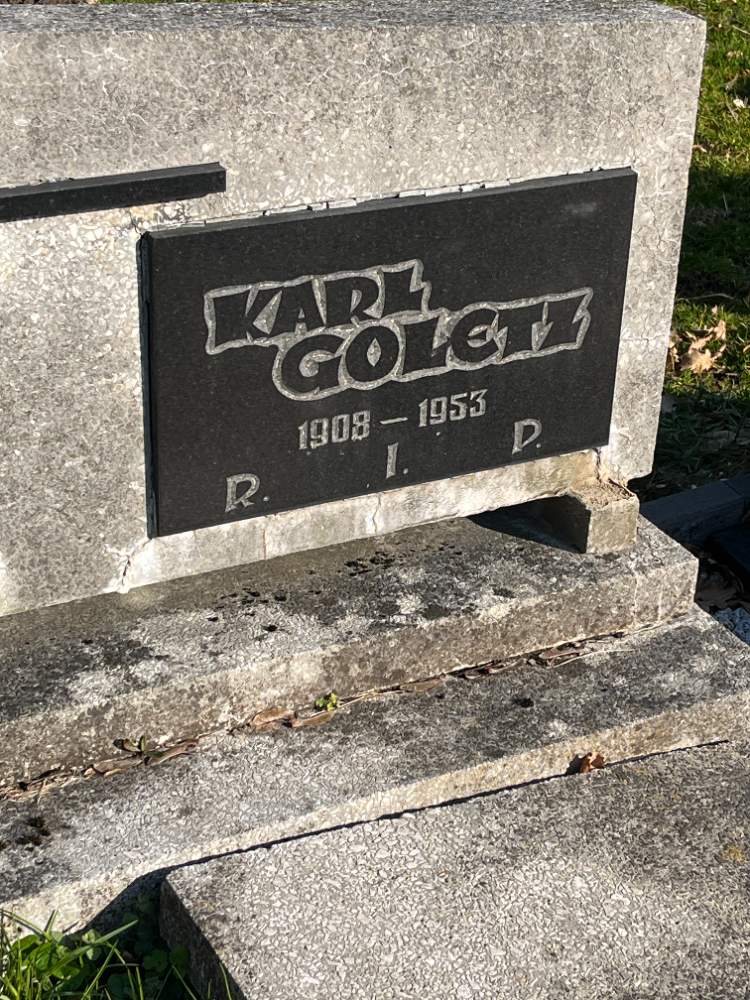 KARL
GOLETZ
1908 – 1953
R. I. P.